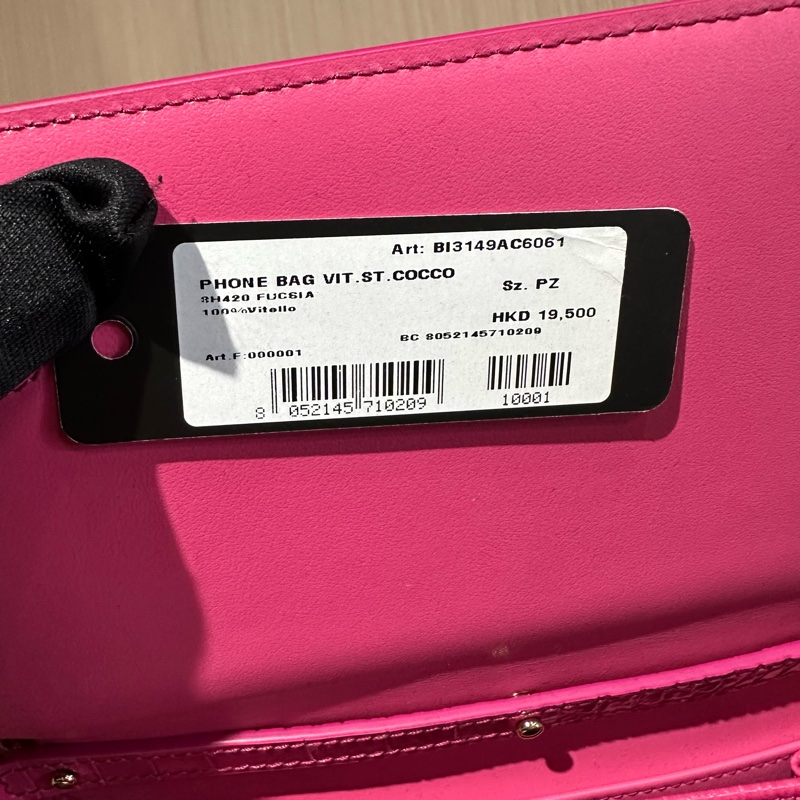 Art: BI3149AC6061
PHONE BAG VIT.ST.COCCO
Sz. PZ
8H420 FUCSIA
100%Vitello
HKD 19,500
BC 8052145710209
Art.F:000001
8 052145 710209
10001